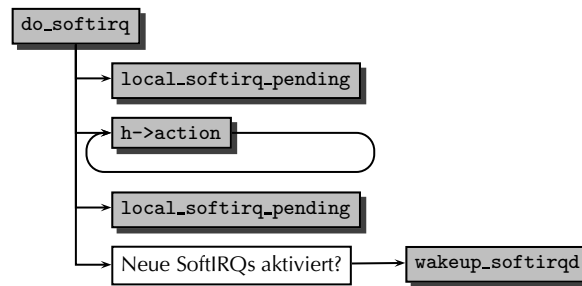 do_softirq
local_softirq_pending
h->action
local_softirq_pending
Neue SoftIRQs aktiviert?
wakeup_softirqd